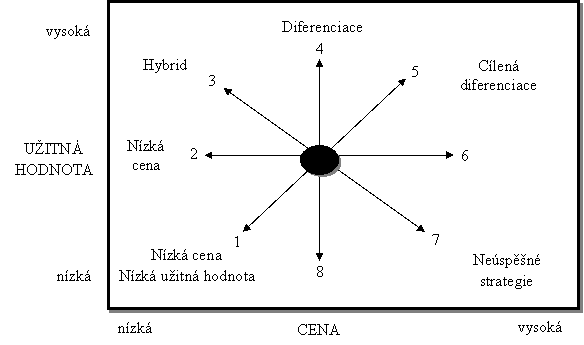 vysoká
Diferenciace
4
Hybrid
3
5
Cílená
diferenciace
UŽITNÁ
HODNOTA
Nízká
cena
2
6
1
7
Nízká cena
Nízká užitná hodnota
8
Neúspěšné
strategie
nízká
nízká
CENA
vysoká